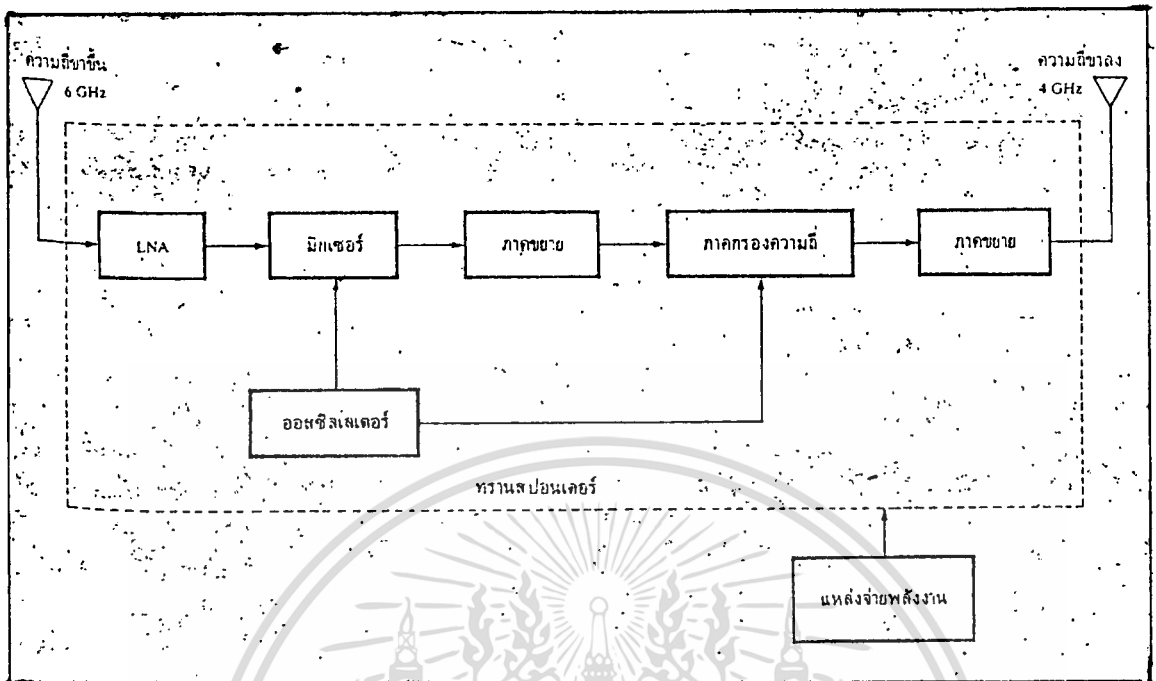 ความถี่ขาขึ้น
6 GHz
ความถี่ขาลง
4 GHz
LNA
มิกเซอร์
ภาคขยาย
ภาคกรองความถี่
ภาคขยาย
ออสซิลเลเตอร์
ทรานสปอนเดอร์
แหล่งจ่ายพลังงาน